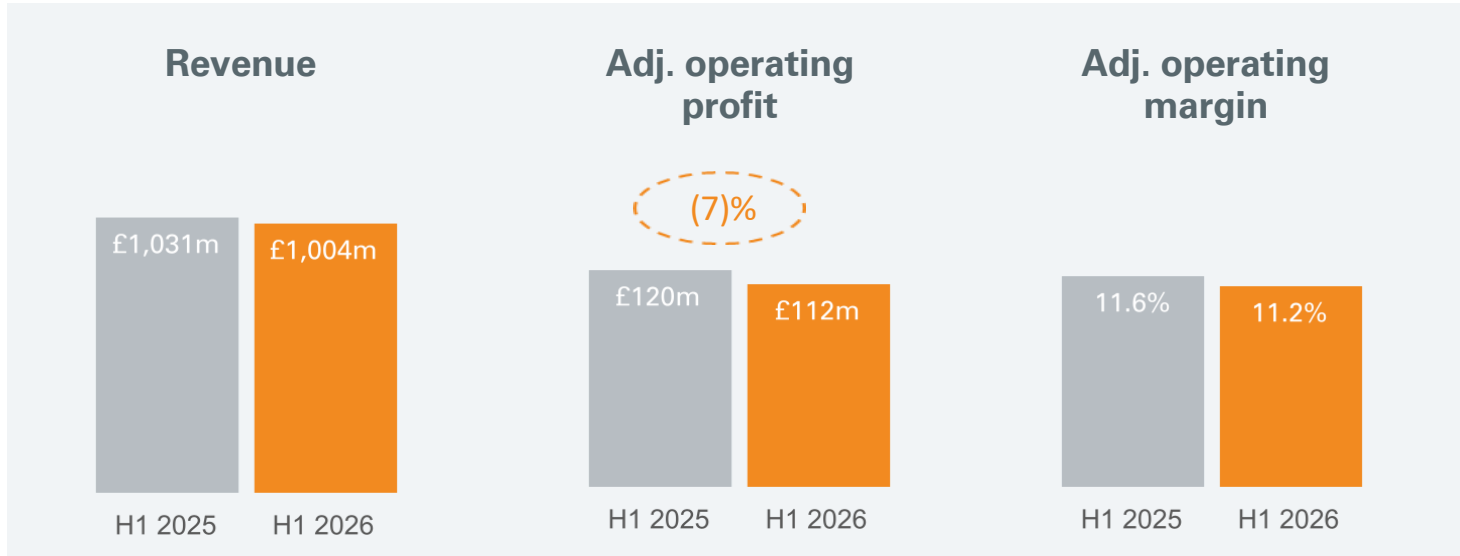 Revenue
£1,031m
£1,004m
H1 2025
H1 2026
Adj. operating
profit
(7)%
£120m
£112m
H1 2025
H1 2026
Adj. operating
margin
11.6%
11.2%
H1 2025
H1 2026